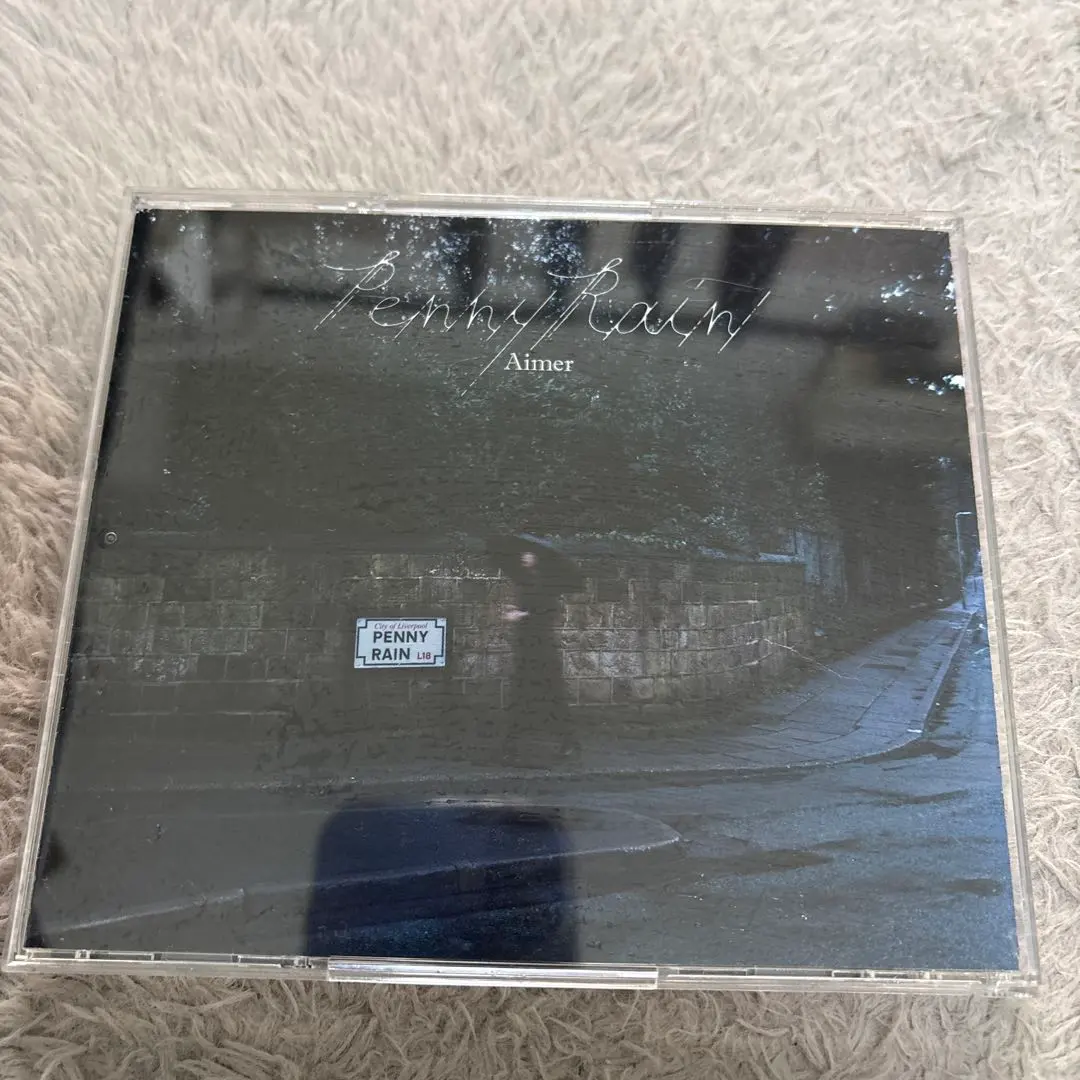 Penny Rain
Aimer
City of Liverpool
PENNY
RAIN L18